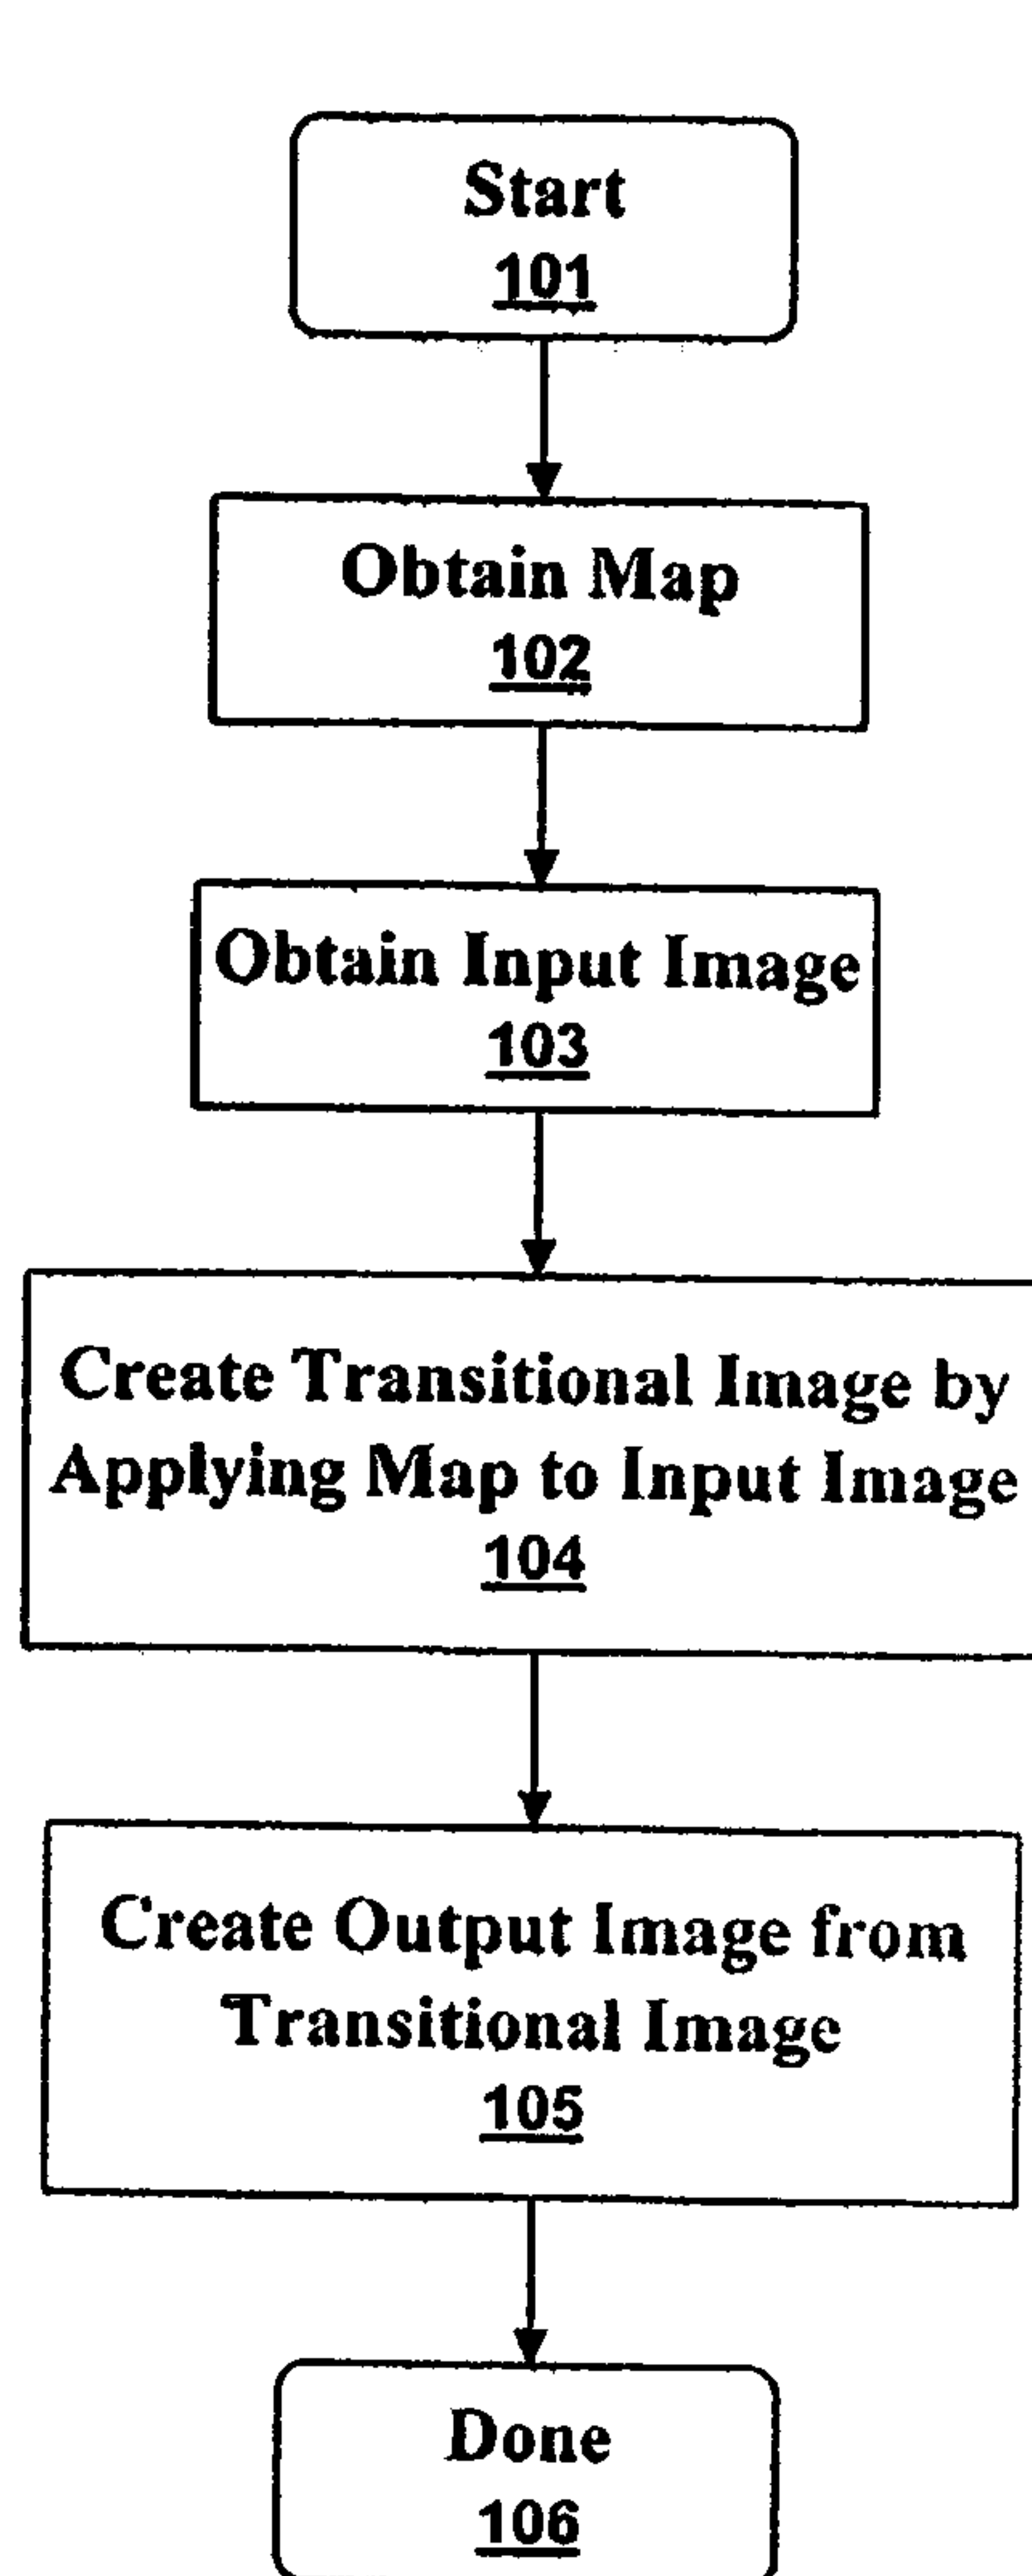 Start
101
Obtain Map
102
Obtain Input Image
103
Create Transitional Image by
Applying Map to Input Image
104
Create Output Image from
Transitional Image
105
Done
106